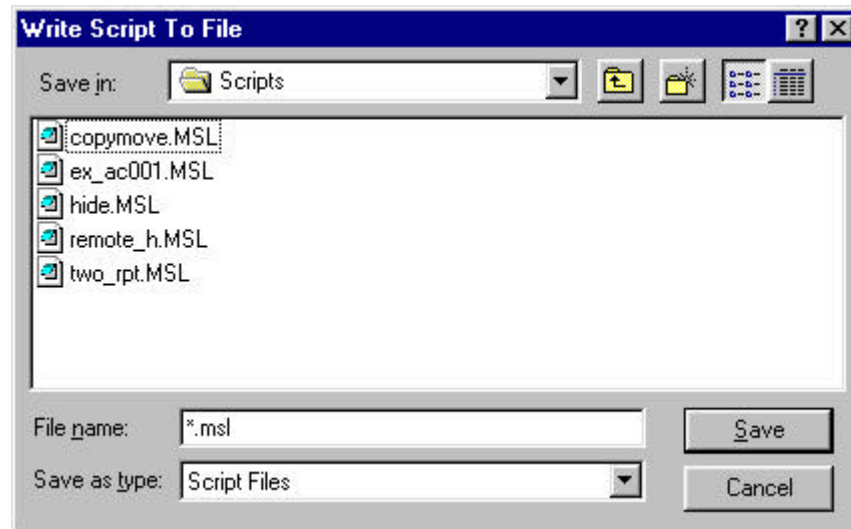 Write Script To File
Save in: Scripts
copymove.MSL
ex_ac001.MSL
hide.MSL
remote_h.MSL
two_rpt.MSL
File name: *.msl Save
Save as type: Script Files Cancel